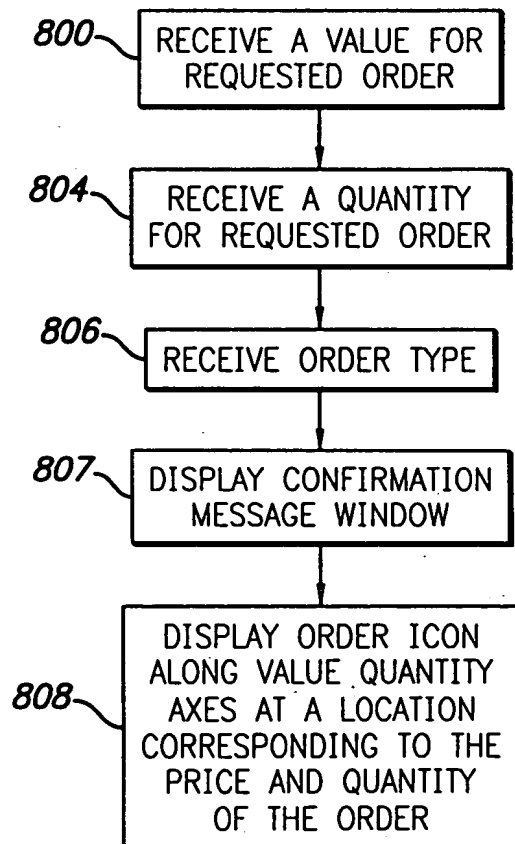 800
RECEIVE A VALUE FOR
REQUESTED ORDER
804
RECEIVE A QUANTITY
FOR REQUESTED ORDER
806
RECEIVE ORDER TYPE
807
DISPLAY CONFIRMATION
MESSAGE WINDOW
808
DISPLAY ORDER ICON
ALONG VALUE QUANTITY
AXES AT A LOCATION
CORRESPONDING TO THE
PRICE AND QUANTITY
OF THE ORDER